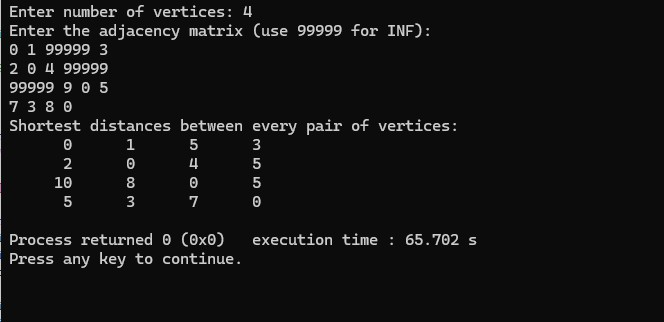 Enter number of vertices: 4
Enter the adjacency matrix (use 99999 for INF):
0 1 99999 3
2 0 4 99999
99999 9 0 5
7 3 8 0
Shortest distances between every pair of vertices:
      0      1      5      3
      2      0      4      5
     10      8      0      5
      5      3      7      0

Process returned 0 (0x0)   execution time : 65.702 s
Press any key to continue.